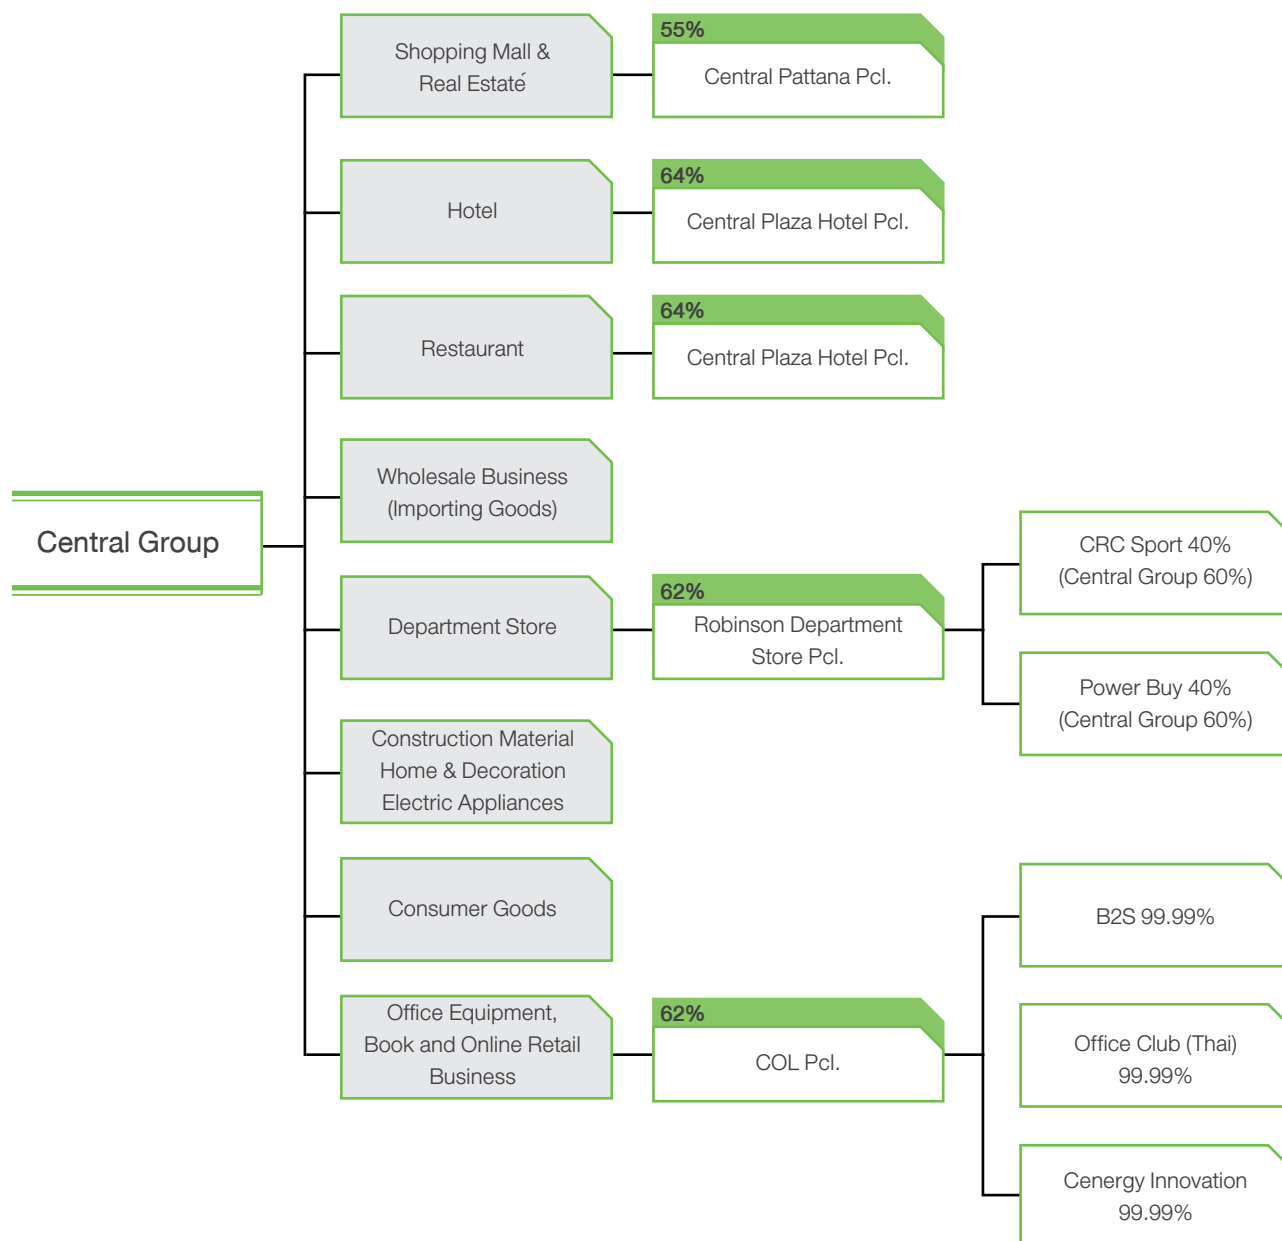 Central Group
Shopping Mall &
Real Estate
55%
Central Pattana Pcl.
Hotel
64%
Central Plaza Hotel Pcl.
Restaurant
64%
Central Plaza Hotel Pcl.
Wholesale Business
(Importing Goods)
Department Store
62%
Robinson Department
Store Pcl.
CRC Sport 40%
(Central Group 60%)
Power Buy 40%
(Central Group 60%)
Construction Material
Home & Decoration
Electric Appliances
Consumer Goods
Office Equipment,
Book and Online Retail
Business
62%
COL Pcl.
B2S 99.99%
Office Club (Thai)
99.99%
Cenergy Innovation
99.99%